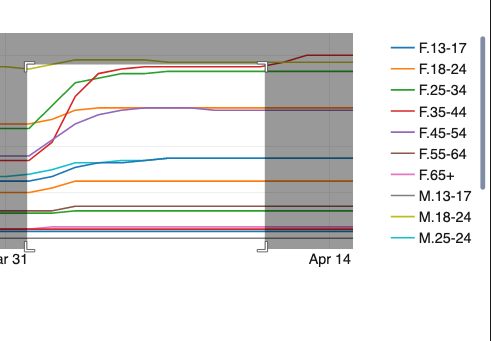 F.13-17
F.18-24
F.25-34
F.35-44
F.45-54
F.55-64
F.65+
M.13-17
M.18-24
M.25-24
ar 31
Apr 14